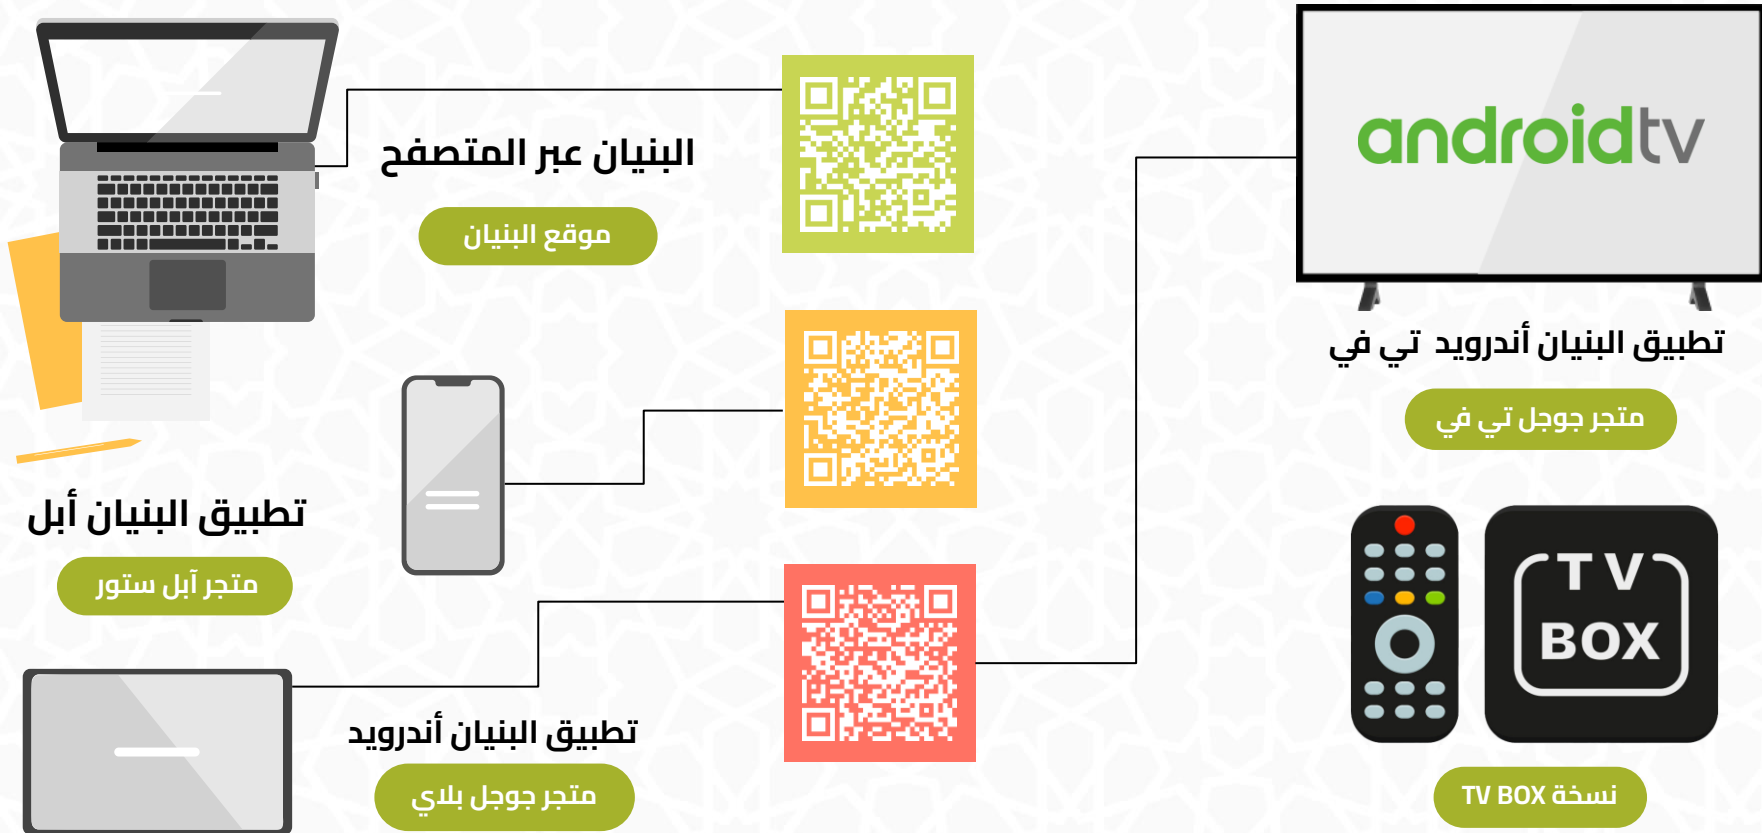 البنيان عبر المتصفح
موقع البنيان
androidtv
تطبيق البنيان أندرويد تي في
متجر جوجل تي في
تطبيق البنيان أبل
متجر آبل ستور
TV
BOX
تطبيق البنيان أندرويد
متجر جوجل بلاي
نسخة TV BOX